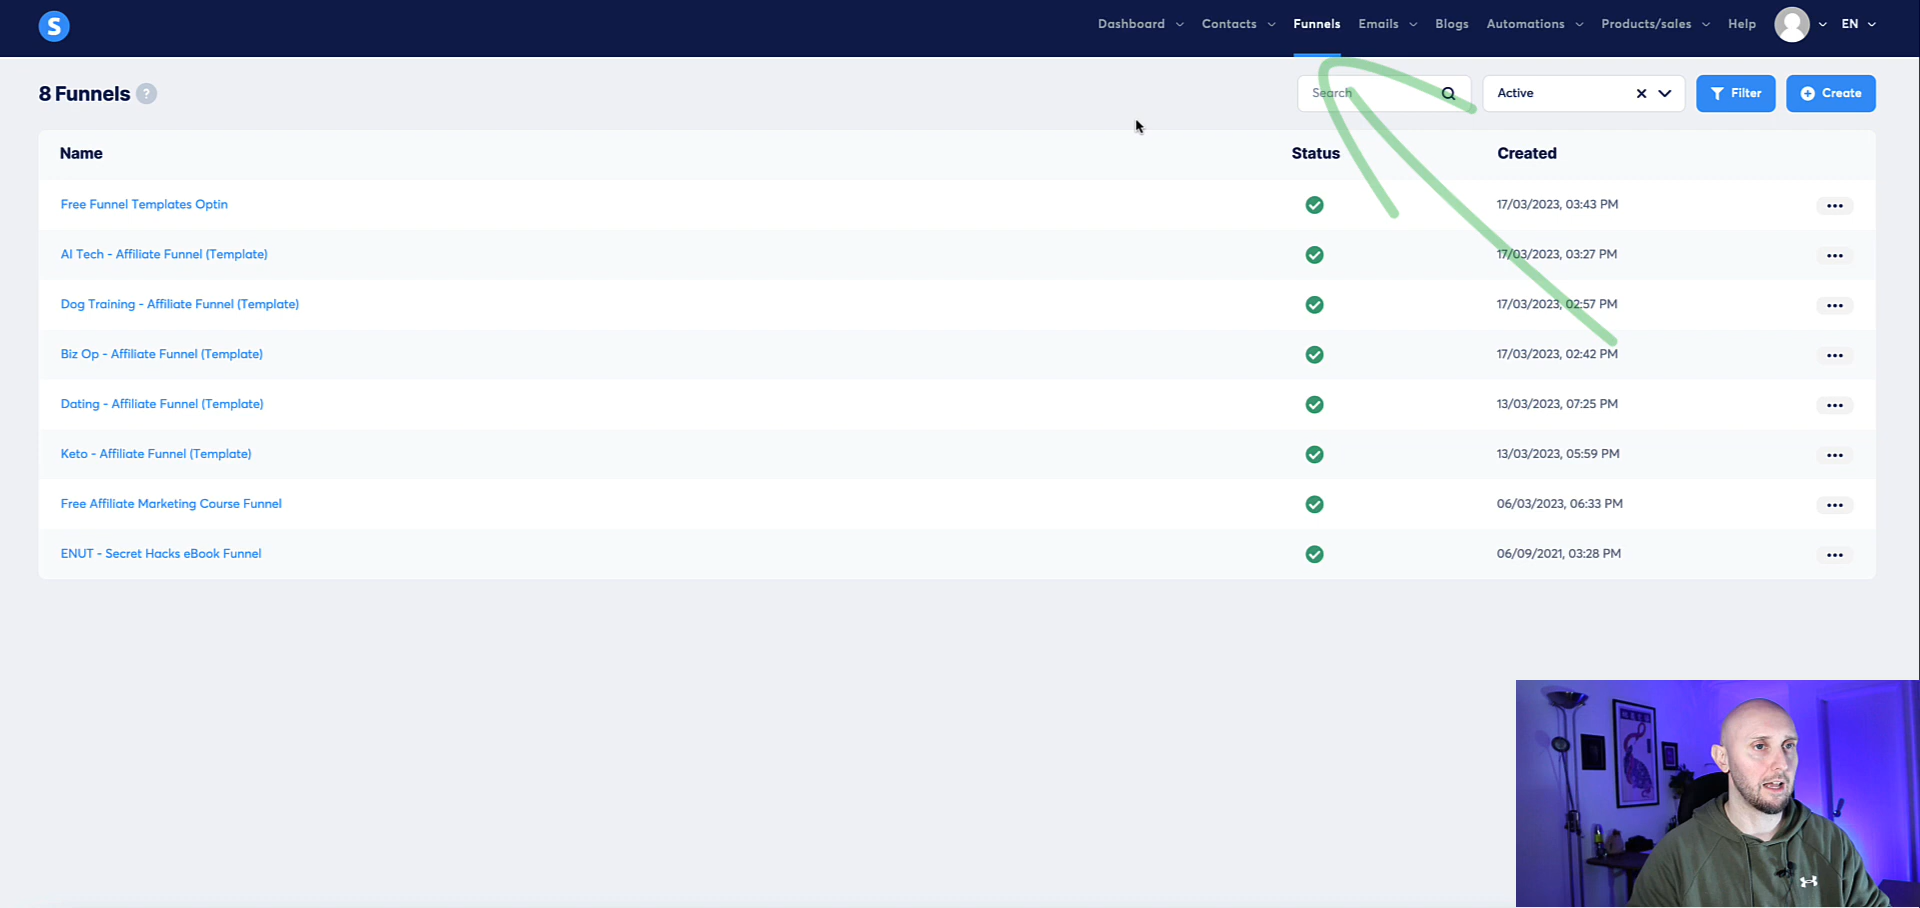 S Dashboard Contacts Funnels Emails Blogs Automations Products/sales Help EN
8 Funnels ? Search Active Filter Create
Name Status Created
Free Funnel Templates Optin 17/03/2023, 03:43 PM
AI Tech - Affiliate Funnel (Template) 17/03/2023, 03:27 PM
Dog Training - Affiliate Funnel (Template) 17/03/2023, 02:57 PM
Biz Op - Affiliate Funnel (Template) 17/03/2023, 02:42 PM
Dating - Affiliate Funnel (Template) 13/03/2023, 07:25 PM
Keto - Affiliate Funnel (Template) 13/03/2023, 05:59 PM
Free Affiliate Marketing Course Funnel 06/03/2023, 06:33 PM
ENUT - Secret Hacks eBook Funnel 06/09/2021, 03:28 PM